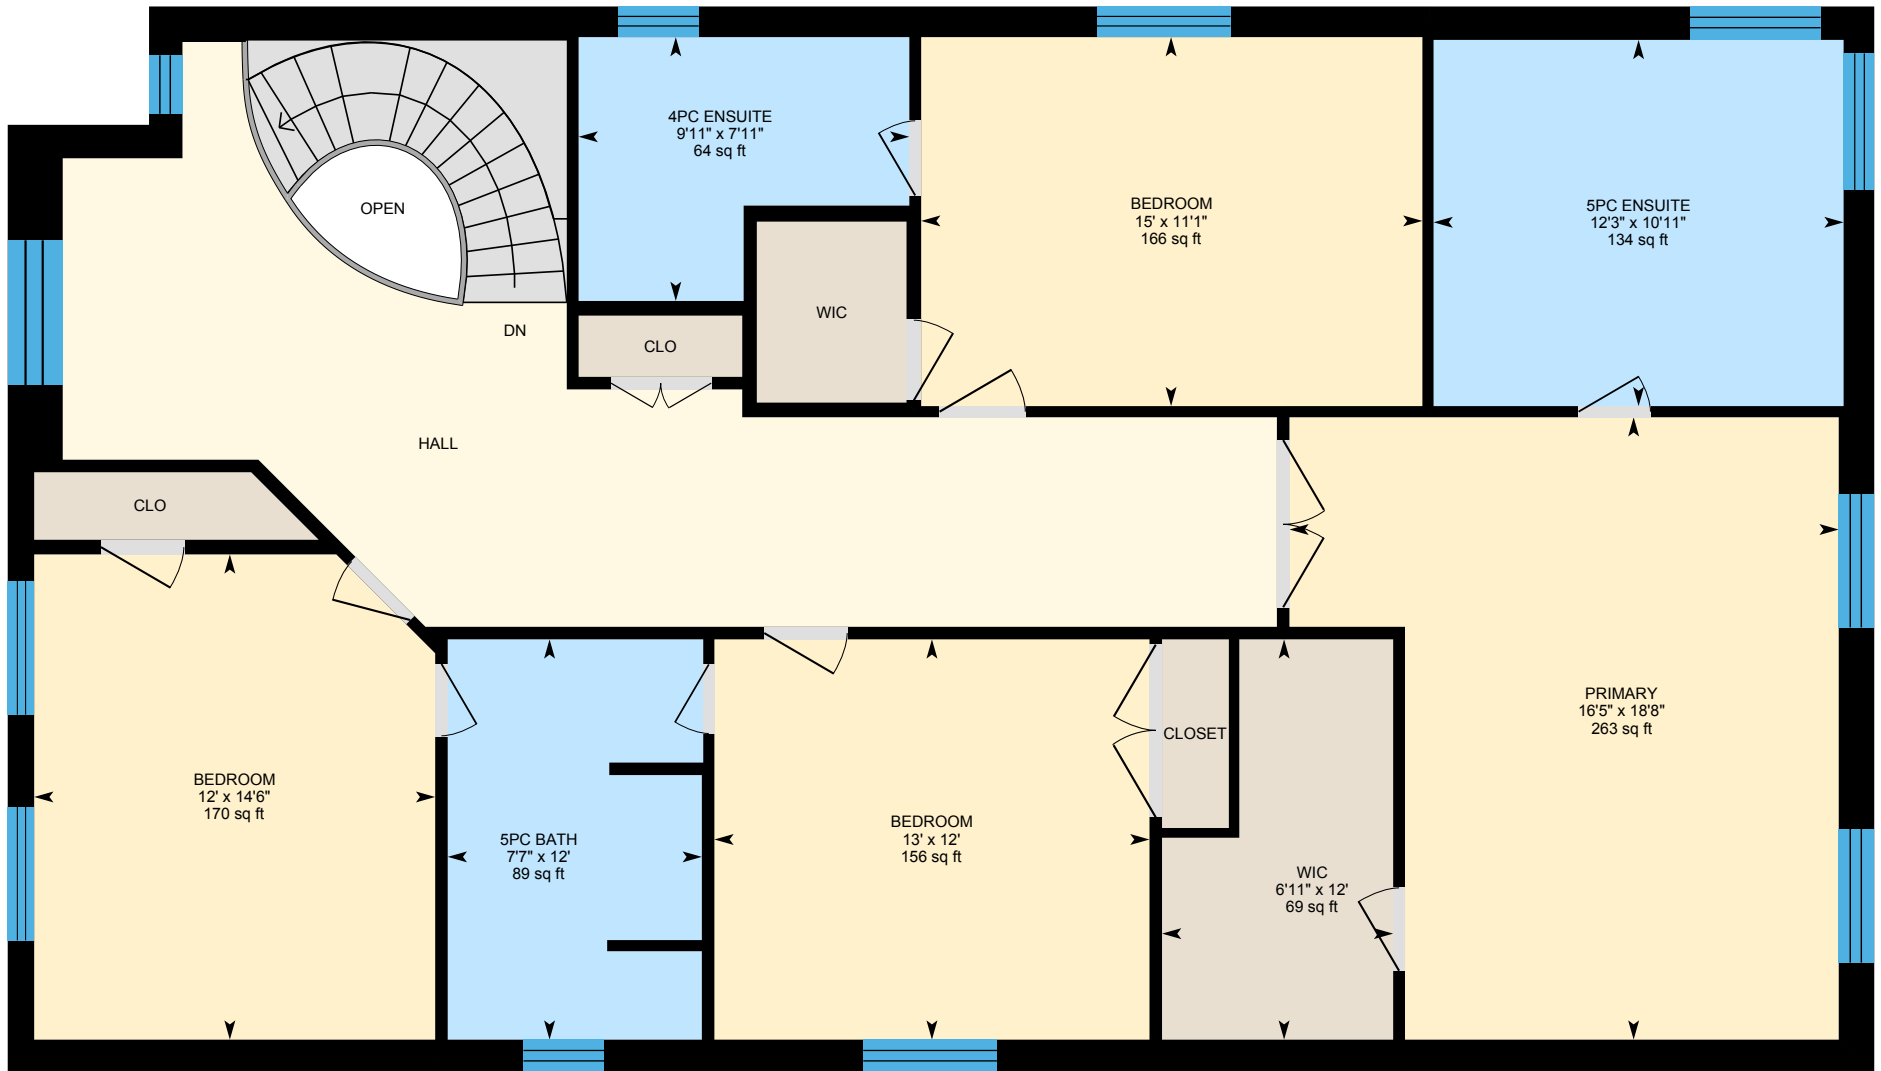 4PC ENSUITE
9'11" x 7'11"
64 sq ft
BEDROOM
15' x 11'1"
166 sq ft
5PC ENSUITE
12'3" x 10'11"
134 sq ft
OPEN
DN
WIC
CLO
HALL
CLO
PRIMARY
16'5" x 18'8"
263 sq ft
CLOSET
BEDROOM
12' x 14'6"
170 sq ft
5PC BATH
7'7" x 12'
89 sq ft
BEDROOM
13' x 12'
156 sq ft
WIC
6'11" x 12'
69 sq ft